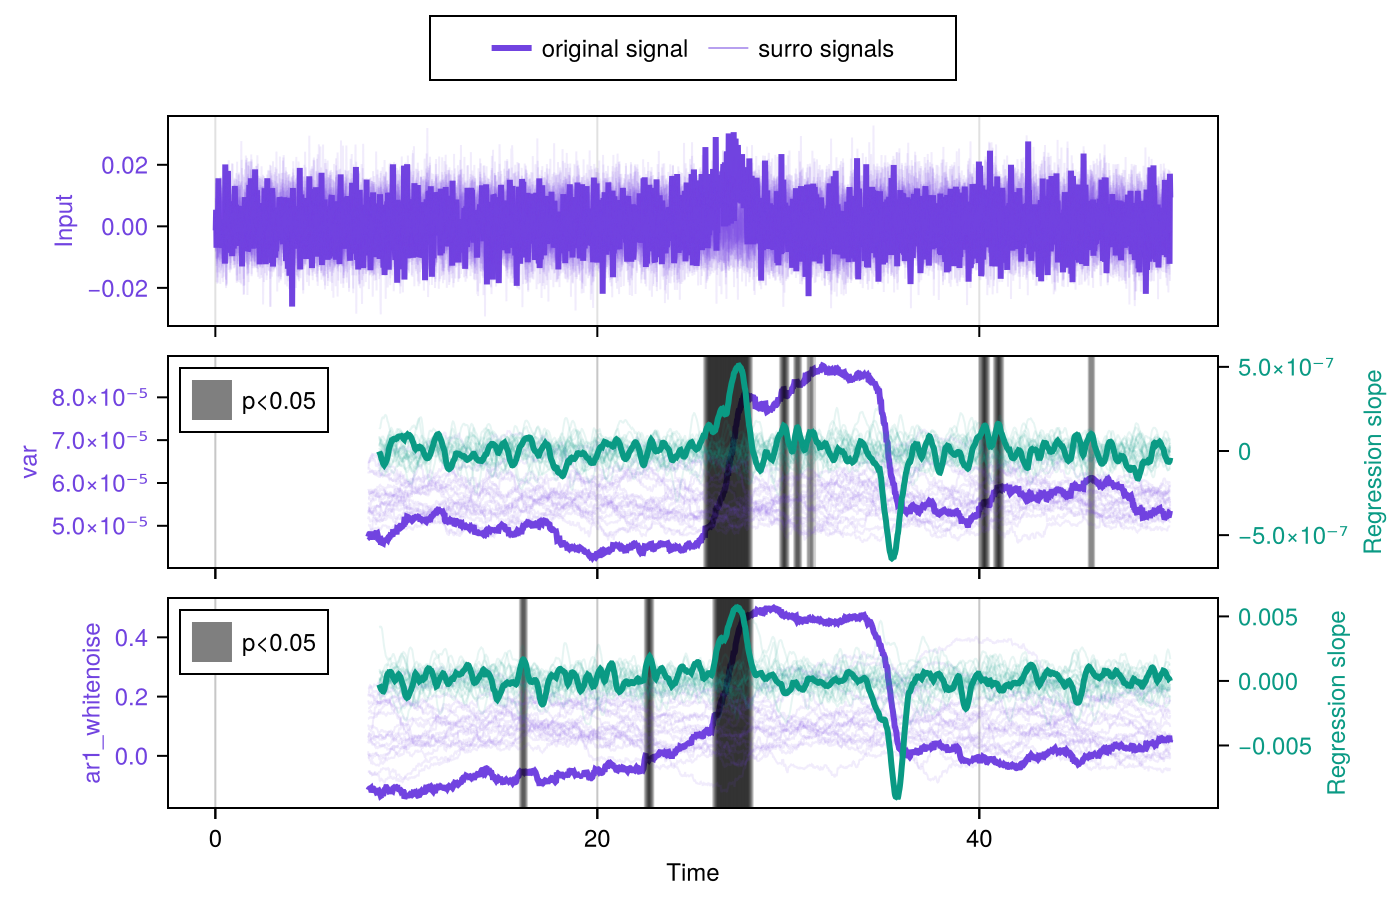 original signal surro signals
Input
0.02
0.00
−0.02
var
p<0.05
8.0×10⁻⁵
7.0×10⁻⁵
6.0×10⁻⁵
5.0×10⁻⁵
5.0×10⁻⁷
0
−5.0×10⁻⁷
Regression slope
ar1_whitenoise
p<0.05
0.4
0.2
0.0
0.005
0.000
−0.005
Regression slope
0 20 40
Time